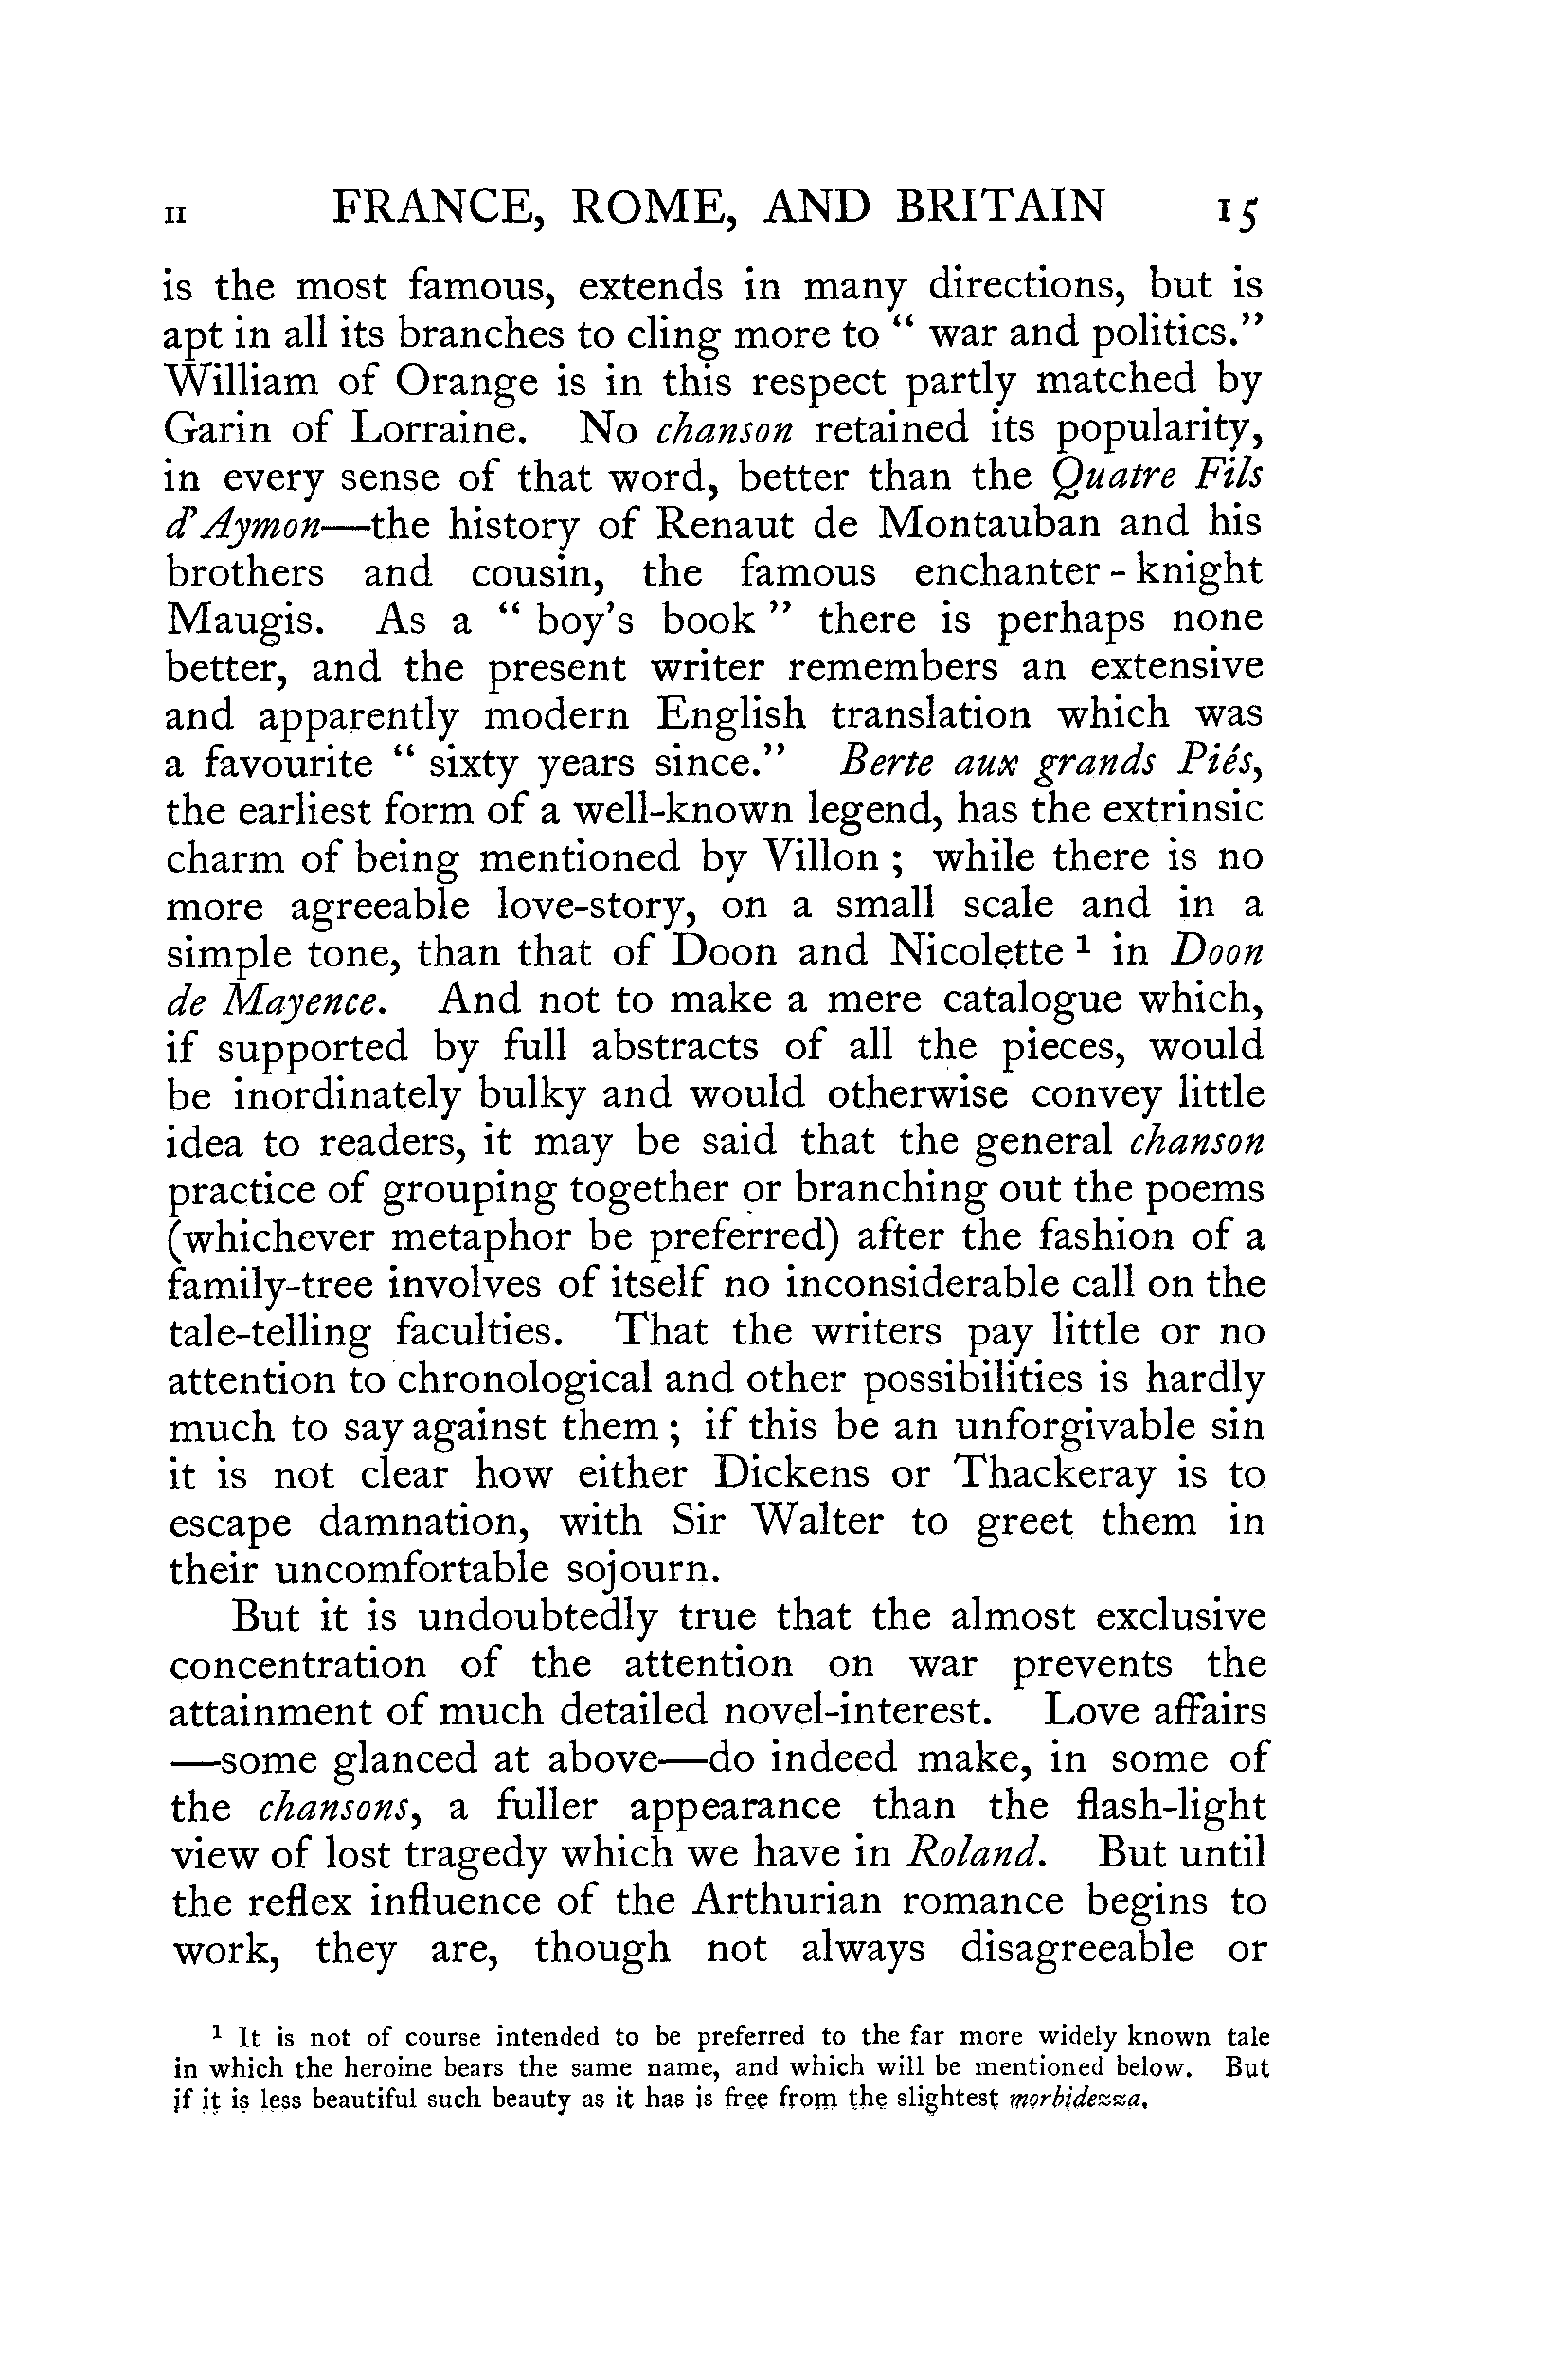 II FRANCE, ROME, AND BRITAIN 15
is the most famous, extends in many directions, but is
apt in all its branches to cling more to “ war and politics.”
William of Orange is in this respect partly matched by
Garin of Lorraine. No chanson retained its popularity,
in every sense of that word, better than the Quatre Fils
d’Aymon—the history of Renaut de Montauban and his
brothers and cousin, the famous enchanter-knight
Maugis. As a “ boy’s book ” there is perhaps none
better, and the present writer remembers an extensive
and apparently modern English translation which was
a favourite “ sixty years since.” Berte aux grands Piés,
the earliest form of a well-known legend, has the extrinsic
charm of being mentioned by Villon ; while there is no
more agreeable love-story, on a small scale and in a
simple tone, than that of Doon and Nicolette ¹ in Doon
de Mayence. And not to make a mere catalogue which,
if supported by full abstracts of all the pieces, would
be inordinately bulky and would otherwise convey little
idea to readers, it may be said that the general chanson
practice of grouping together or branching out the poems
(whichever metaphor be preferred) after the fashion of a
family-tree involves of itself no inconsiderable call on the
tale-telling faculties. That the writers pay little or no
attention to chronological and other possibilities is hardly
much to say against them ; if this be an unforgivable sin
it is not clear how either Dickens or Thackeray is to
escape damnation, with Sir Walter to greet them in
their uncomfortable sojourn.
But it is undoubtedly true that the almost exclusive
concentration of the attention on war prevents the
attainment of much detailed novel-interest. Love affairs
—some glanced at above—do indeed make, in some of
the chansons, a fuller appearance than the flash-light
view of lost tragedy which we have in Roland. But until
the reflex influence of the Arthurian romance begins to
work, they are, though not always disagreeable or
¹ It is not of course intended to be preferred to the far more widely known tale
in which the heroine bears the same name, and which will be mentioned below. But
if it is less beautiful such beauty as it has is free from the slightest morbidezza.